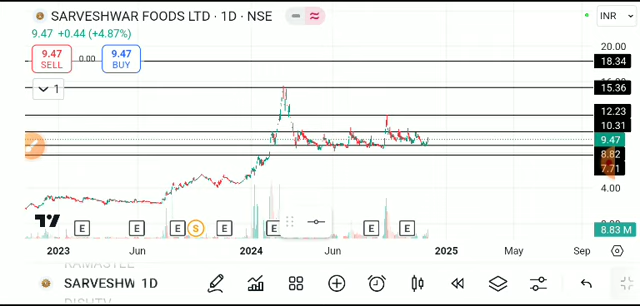 SARVESHWAR FOODS LTD · 1D · NSE
INR
9.47 +0.44 (+4.87%)
9.47
SELL
0.00
9.47
BUY
1
20.00
18.34
15.36
12.23
10.31
9.47
8.82
7.71
4.00
8.83 M
E E E S E E E E
2023 Jun 2024 Jun 2025 May Sep
SARVESHW 1D